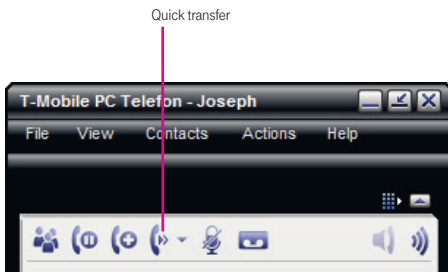 Quick transfer
T-Mobile PC Telefon - Joseph
File View Contacts Actions Help